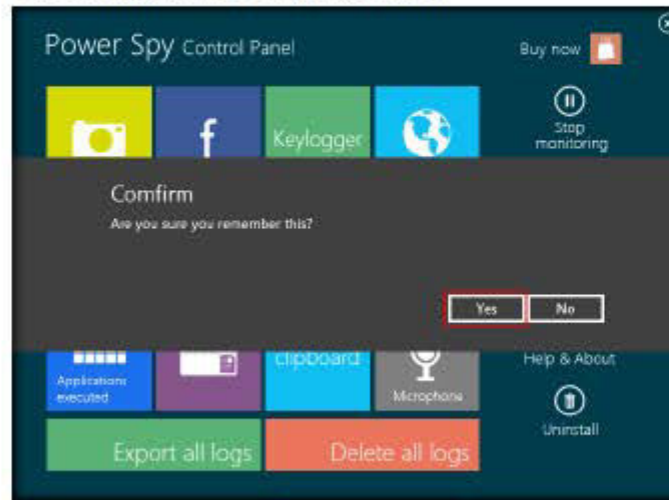 Power Spy Control Panel
Buy now
Keylogger
Stop
monitoring
Comfirm
Are you sure you remember this?
Yes
No
Applications
executed
clipboard
Microphone
Help & About
Uninstall
Export all logs
Delete all logs